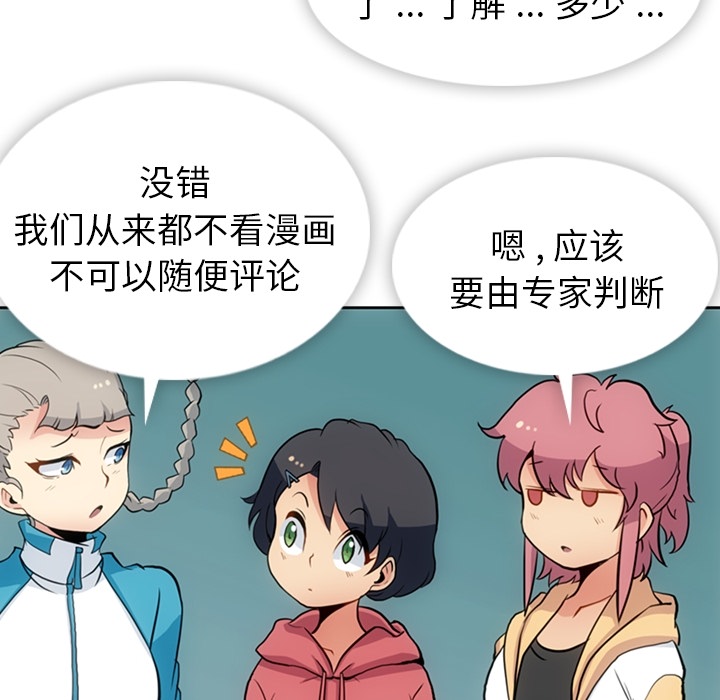 了 ... 了解 ... 多少 ...
没错
我们从来都不看漫画
不可以随便评论
嗯 , 应该
要由专家判断